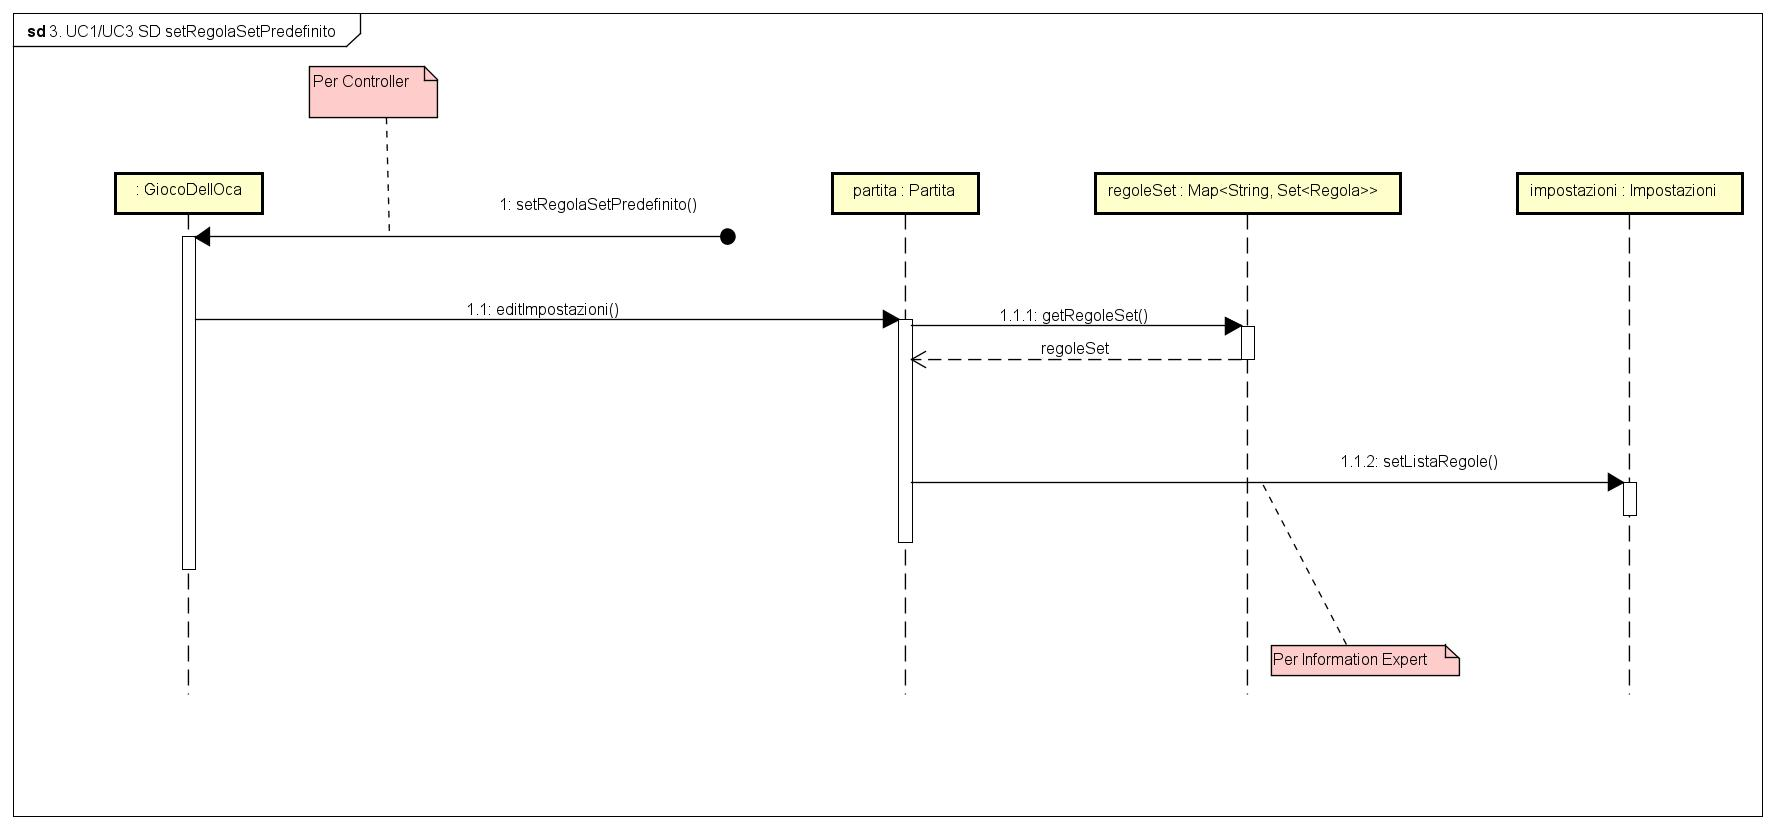 sd 3. UC1/UC3 SD setRegolaSetPredefinito
Per Controller
: GiocoDellOca
partita : Partita
regoleSet : Map<String, Set<Regola>>
impostazioni : Impostazioni
1: setRegolaSetPredefinito()
1.1: editImpostazioni()
1.1.1: getRegoleSet()
regoleSet
1.1.2: setListaRegole()
Per Information Expert